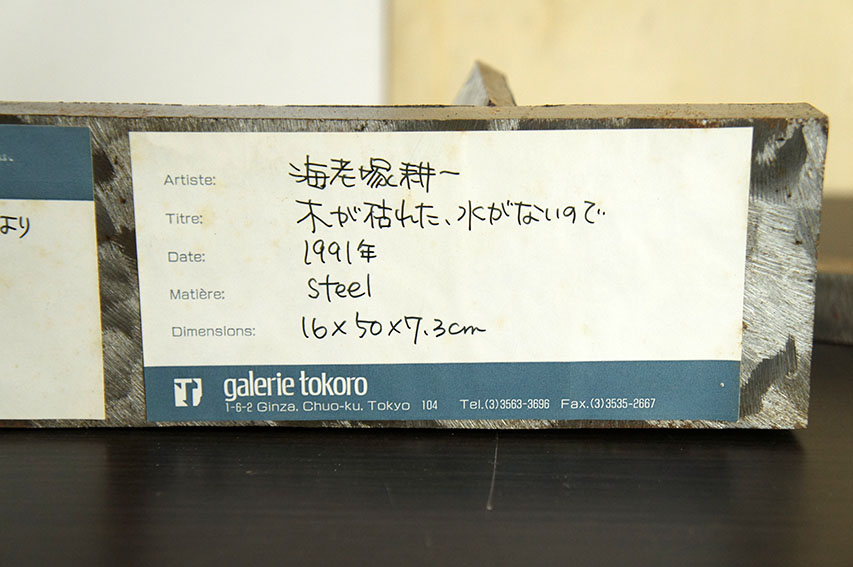 より
Artiste: 海老塚耕一
Titre: 木が枯れた、水がないので
Date: 1991年
Matière: steel
Dimensions: 16×50×7.3cm
galerie tokoro
1-6-2 Ginza, Chuo-ku, Tokyo 104 Tel.(3)3563-3696 Fax.(3)3535-2667